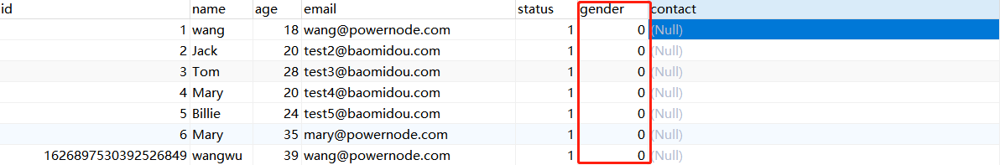 id name age email status gender contact
1 wang 18 wang@powernode.com 1 0 (Null)
2 Jack 20 test2@baomidou.com 1 0 (Null)
3 Tom 28 test3@baomidou.com 1 0 (Null)
4 Mary 20 test4@baomidou.com 1 0 (Null)
5 Billie 24 test5@baomidou.com 1 0 (Null)
6 Mary 35 mary@powernode.com 1 0 (Null)
1626897530392526849 wangwu 39 wang@powernode.com 1 0 (Null)